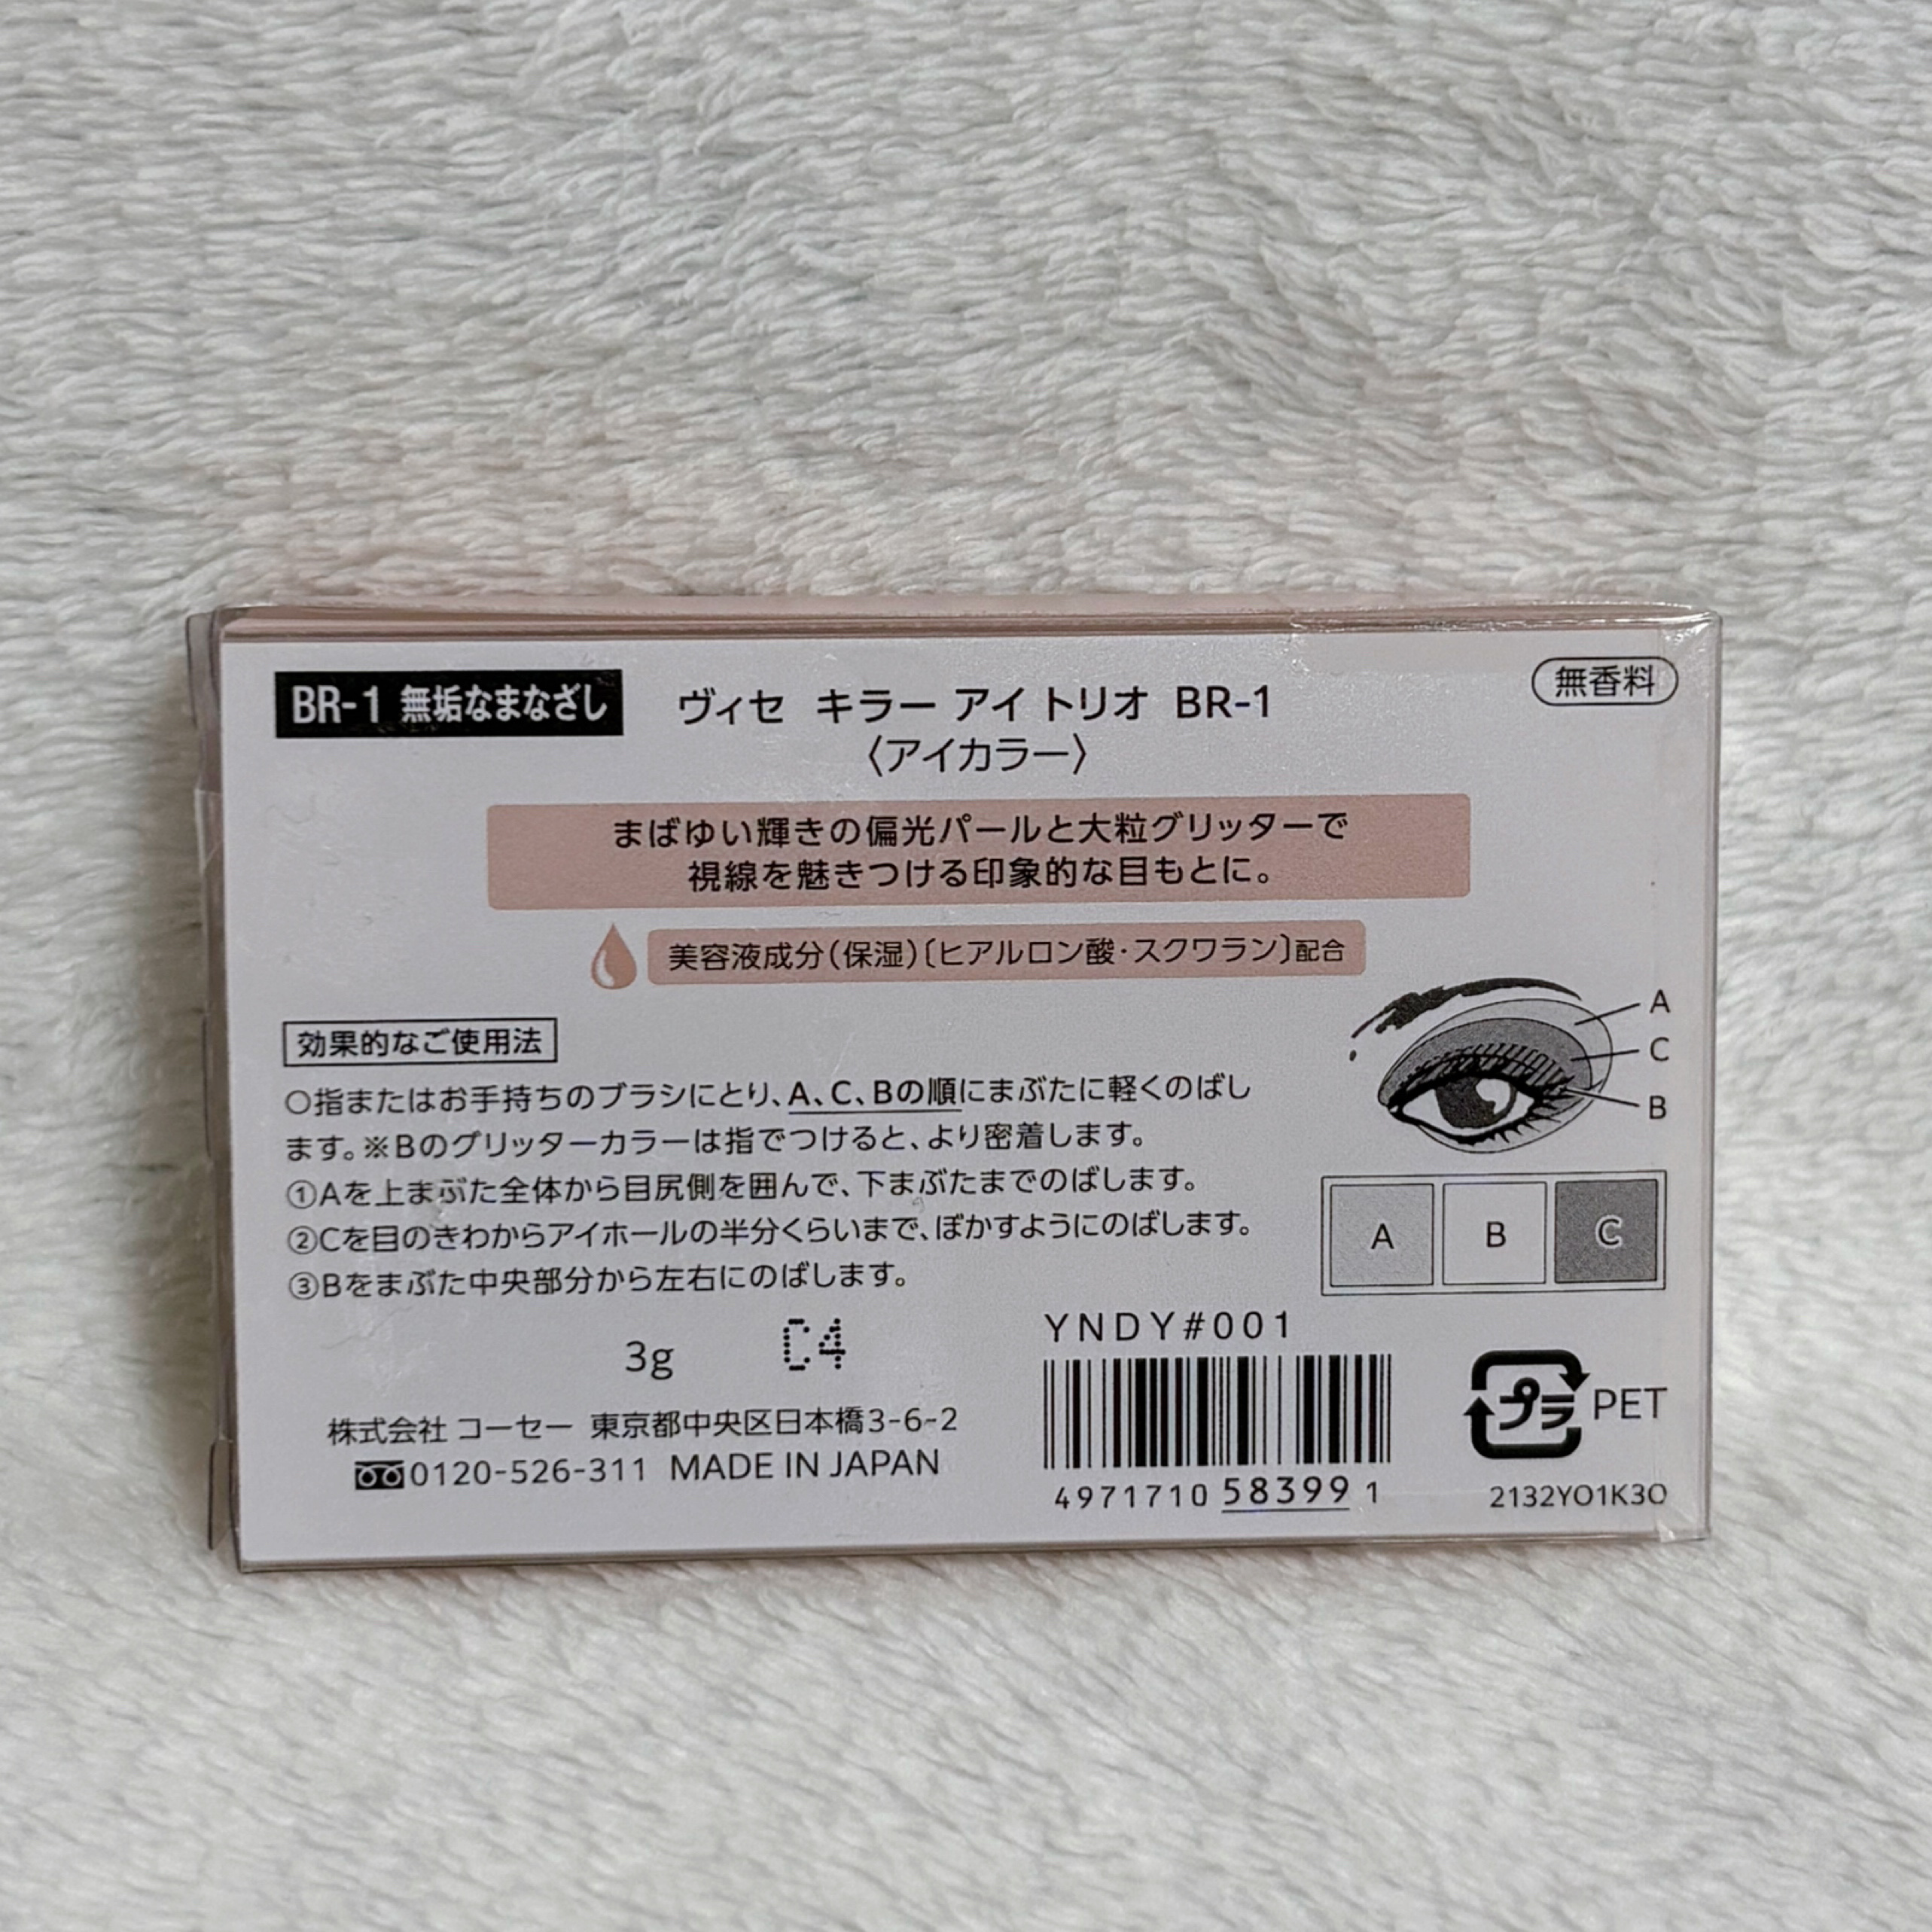 BR-1 無垢なまなざし
ヴィセ キラー アイ トリオ BR-1
〈アイカラー〉
無香料
まばゆい輝きの偏光パールと大粒グリッターで
視線を魅きつける印象的な目もとに。
美容液成分(保湿)〔ヒアルロン酸・スクワラン〕配合
効果的なご使用法
○指またはお手持ちのブラシにとり、A、C、Bの順にまぶたに軽くのばし
ます。※Bのグリッターカラーは指でつけると、より密着します。
①Aを上まぶた全体から目尻側を囲んで、下まぶたまでのばします。
②Cを目のきわからアイホールの半分くらいまで、ぼかすようにのばします。
③Bをまぶた中央部分から左右にのばします。
A
C
B
A B C
3g C4
株式会社 コーセー 東京都中央区日本橋3-6-2
0120-526-311 MADE IN JAPAN
YNDY#001
4971710 58399 1
プラ PET
2132YO1K3O